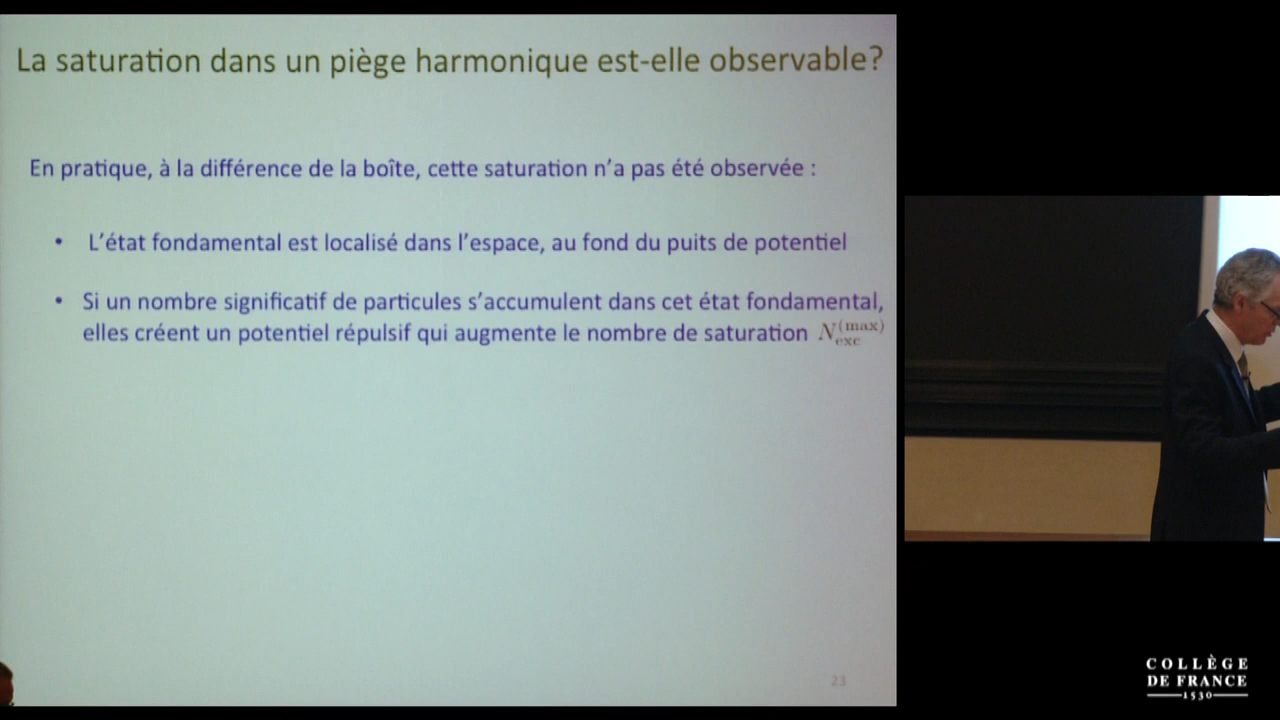 La saturation dans un piège harmonique est-elle observable?
En pratique, à la différence de la boîte, cette saturation n'a pas été observée :
• L'état fondamental est localisé dans l'espace, au fond du puits de potentiel
• Si un nombre significatif de particules s'accumulent dans cet état fondamental,
elles créent un potentiel répulsif qui augmente le nombre de saturation N_exc^(max)
23
COLLÈGE
DE FRANCE
1530